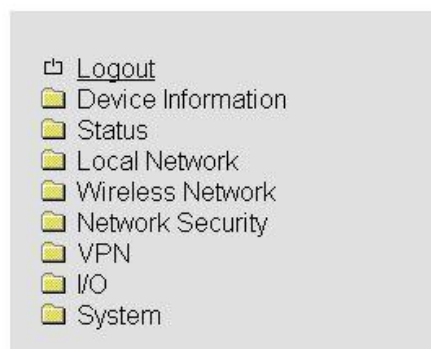 Logout
Device Information
Status
Local Network
Wireless Network
Network Security
VPN
I/O
System